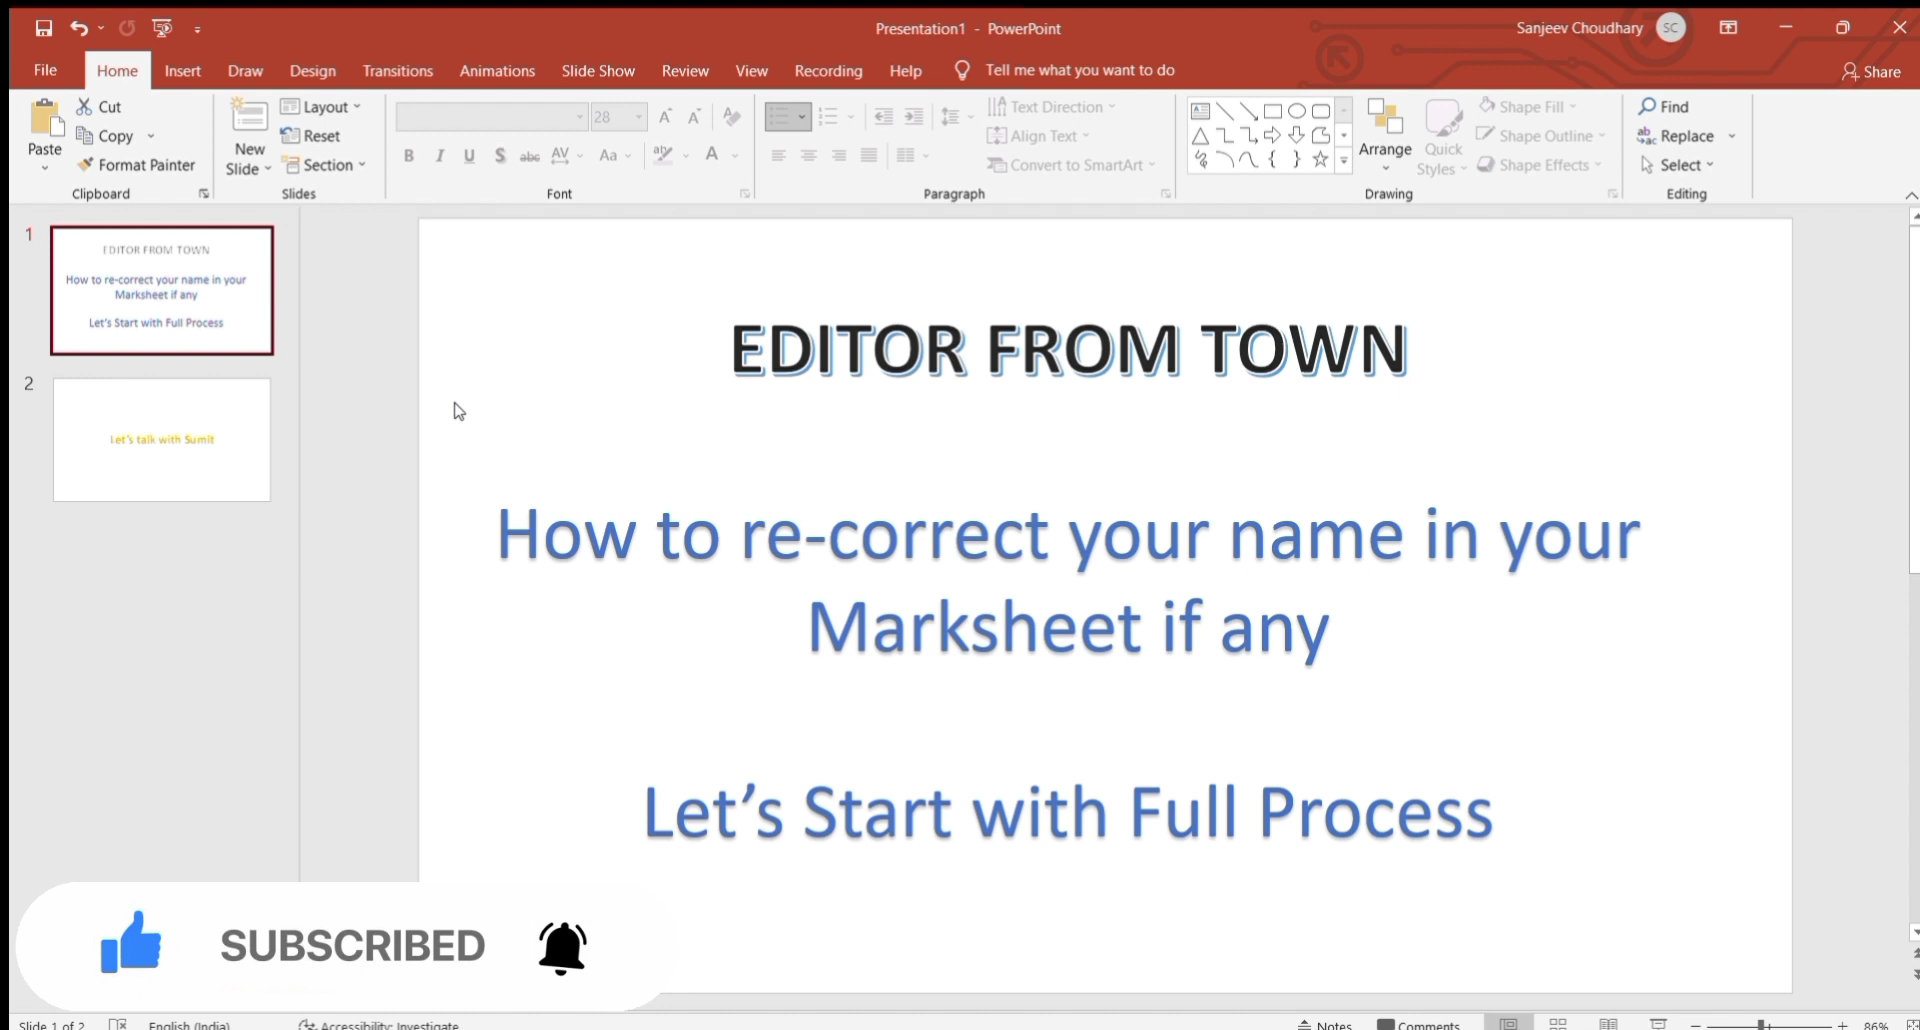 Presentation1 - PowerPoint
Sanjeev Choudhary SC
File Home Insert Draw Design Transitions Animations Slide Show Review View Recording Help Tell me what you want to do Share
Paste
Cut
Copy
Format Painter
Clipboard
New Slide
Layout
Reset
Section
Slides
28
B I U S abc AV Aa A
Font
Text Direction
Align Text
Convert to SmartArt
Paragraph
Arrange
Quick Styles
Shape Fill
Shape Outline
Shape Effects
Drawing
Find
Replace
Select
Editing
1
EDITOR FROM TOWN
How to re-correct your name in your
Marksheet if any
Let's Start with Full Process
2
Let's talk with Sumit
EDITOR FROM TOWN
How to re-correct your name in your
Marksheet if any
Let’s Start with Full Process
SUBSCRIBED
Slide 1 of 2 English (India) Accessibility: Investigate Notes Comments 86%